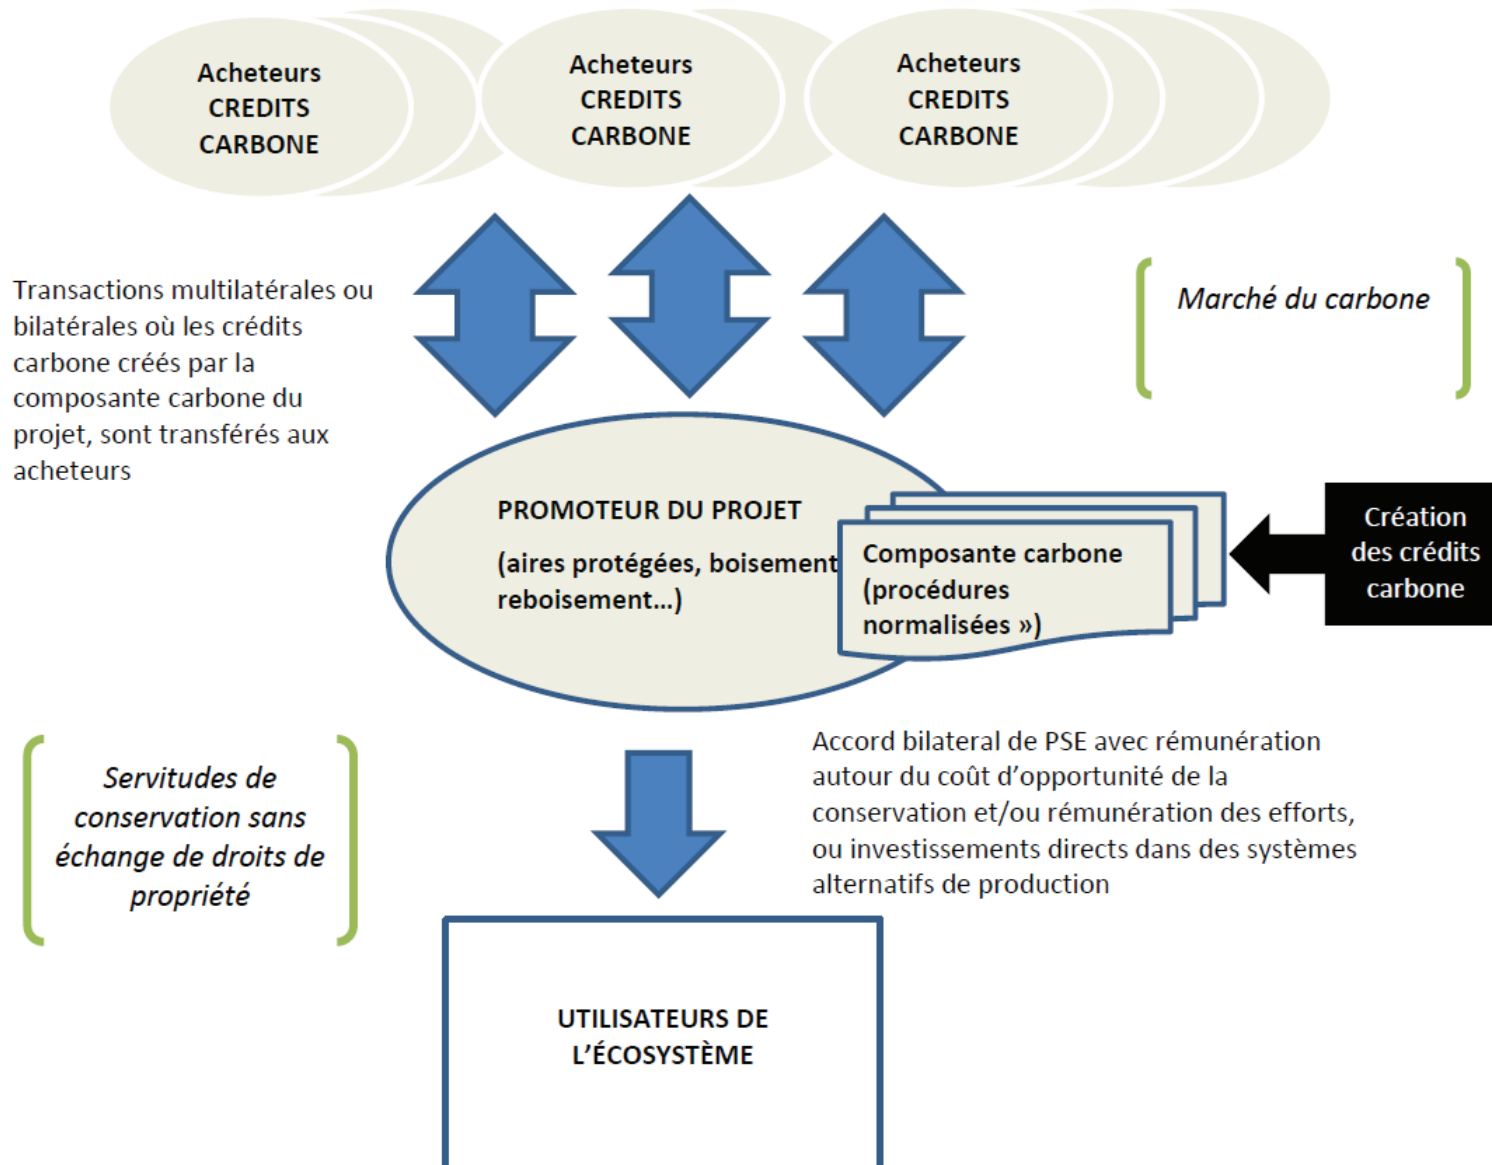 Acheteurs
CREDITS
CARBONE
Acheteurs
CREDITS
CARBONE
Acheteurs
CREDITS
CARBONE
Transactions multilatérales ou
bilatérales où les crédits
carbone créés par la
composante carbone du
projet, sont transférés aux
acheteurs
Marché du carbone
PROMOTEUR DU PROJET
(aires protégées, boisement
reboisement...)
Composante carbone
(procédures
normalisées »)
Création
des crédits
carbone
Servitudes de
conservation sans
échange de droits de
propriété
Accord bilateral de PSE avec rémunération
autour du coût d’opportunité de la
conservation et/ou rémunération des efforts,
ou investissements directs dans des systèmes
alternatifs de production
UTILISATEURS DE
L’ÉCOSYSTÈME